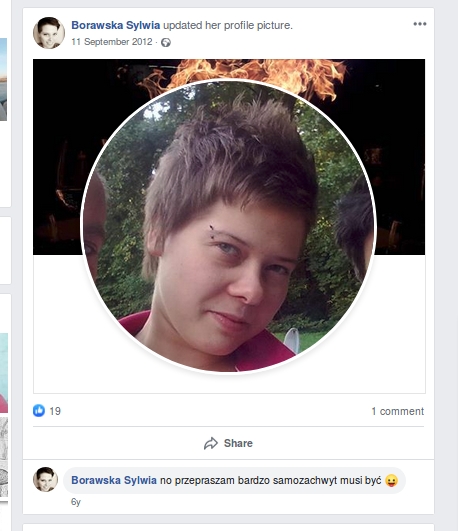 Borawska Sylwia updated her profile picture.
11 September 2012 ·
19
1 comment
Share
Borawska Sylwia no przepraszam bardzo samozachwyt musi być 😛
6y